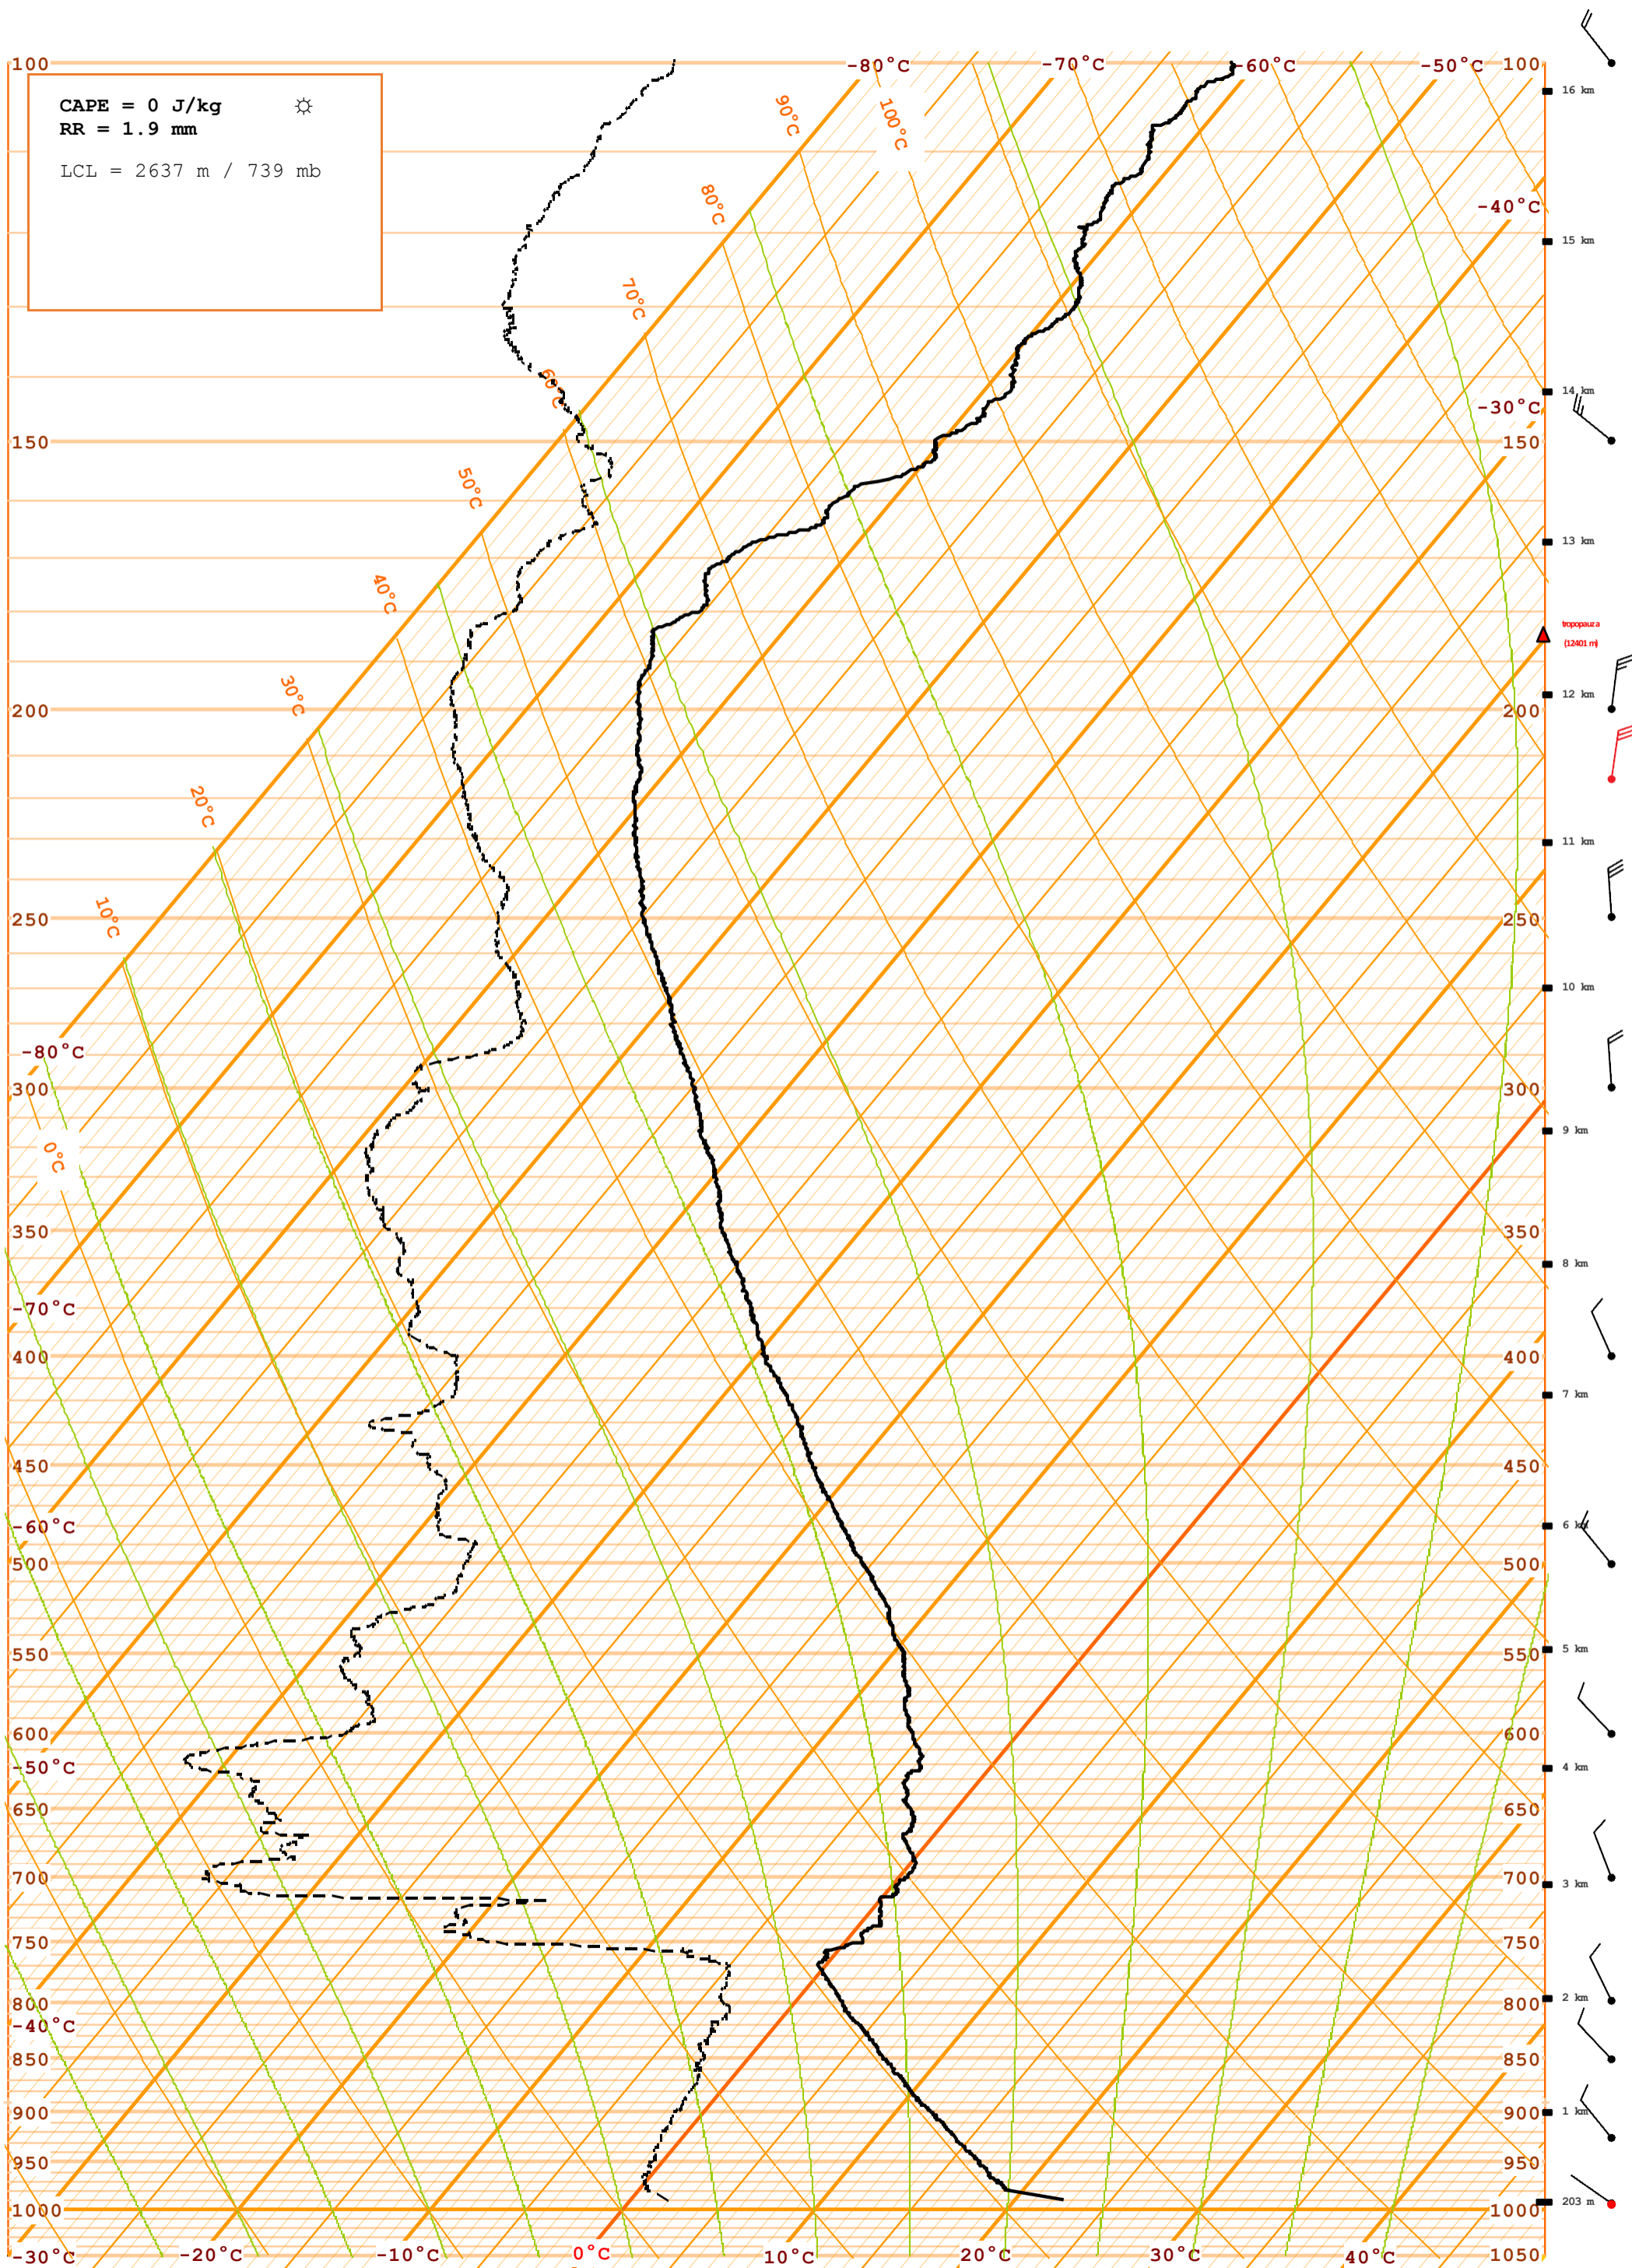 -80°C -70°C -60°C -50°C
100 100
16 km
CAPE = 0 J/kg ☼
RR = 1.9 mm
LCL = 2637 m / 739 mb
90°C 100°C
80°C
-40°C
15 km
70°C
60°C
14 km
-30°C
150 150
50°C
13 km
40°C
tropopauza
(12401 m)
30°C
12 km
200 200
20°C
11 km
10°C
250 250
10 km
-80°C
300 300
9 km
0°C
350 350
8 km
-70°C
400 400
7 km
450 450
-60°C
6 km
500 500
5 km
550 550
600 600
-50°C
4 km
650 650
700 700
3 km
750 750
2 km
800 800
-40°C
850 850
900 900
1 km
950 950
203 m
1000 1000
-30°C -20°C -10°C 0°C 10°C 20°C 30°C 40°C 1050